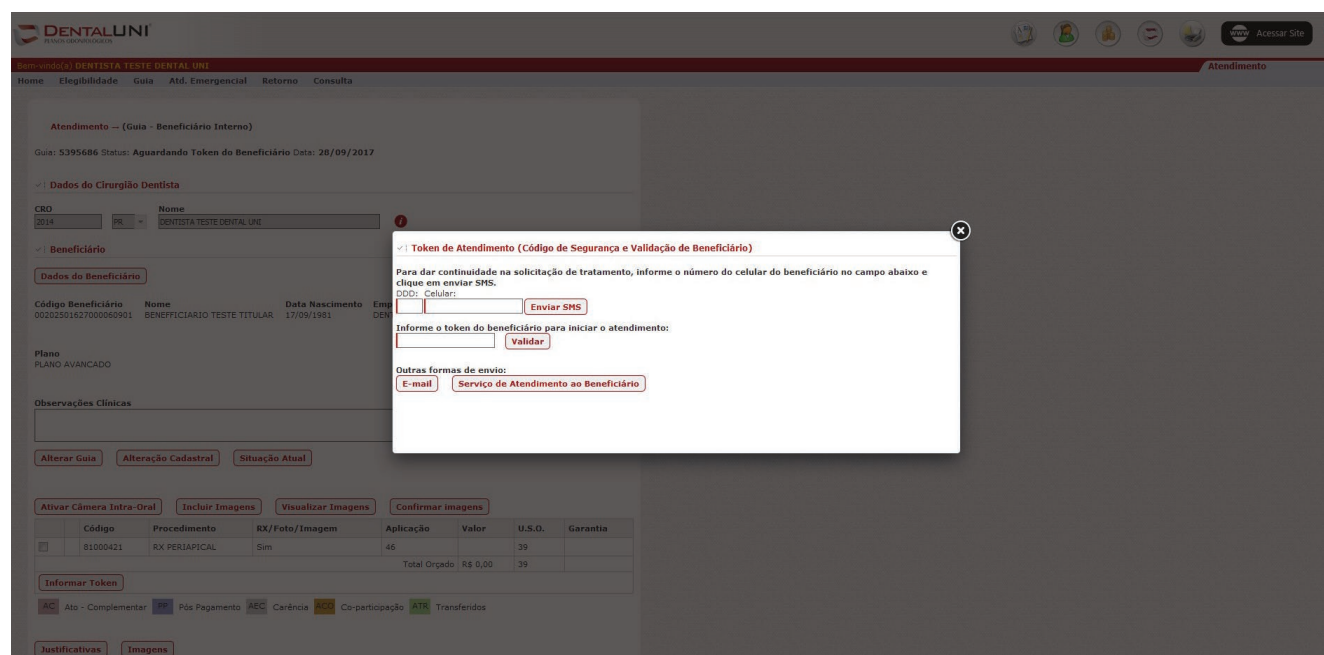 DENTALUNI
PLANOS ODONTOLÓGICOS
www Acessar Site
Bem-vindo(a) DENTISTA TESTE DENTAL UNI
Atendimento
Home Elegibilidade Guia Atd. Emergencial Retorno Consulta
Atendimento -- (Guia - Beneficiário Interno)
Guia: 5395686 Status: Aguardando Token do Beneficiário Data: 28/09/2017
Dados do Cirurgião Dentista
CRO Nome
2014 PR DENTISTA TESTE DENTAL UNI
Beneficiário
Dados do Beneficiário
Código Beneficiário Nome Data Nascimento Emp
00202501627000060901 BENEFFICIARIO TESTE TITULAR 17/09/1981 DEN
Plano
PLANO AVANCADO
Observações Clínicas
Alterar Guia Alteração Cadastral Situação Atual
Token de Atendimento (Código de Segurança e Validação de Beneficiário)
Para dar continuidade na solicitação de tratamento, informe o número do celular do beneficiário no campo abaixo e
clique em enviar SMS.
DDD: Celular:
Enviar SMS
Informe o token do beneficiário para iniciar o atendimento:
Validar
Outras formas de envio:
E-mail Serviço de Atendimento ao Beneficiário
Ativar Câmera Intra-Oral Incluir Imagens Visualizar Imagens Confirmar imagens
Código Procedimento RX/Foto/Imagem Aplicação Valor U.S.O. Garantia
81000421 RX PERIAPICAL Sim 46 39
Total Orçado R$ 0,00 39
Informar Token
AC Ato - Complementar PP Pós Pagamento AEC Carência ACO Co-participação ATR Transferidos
Justificativas Imagens